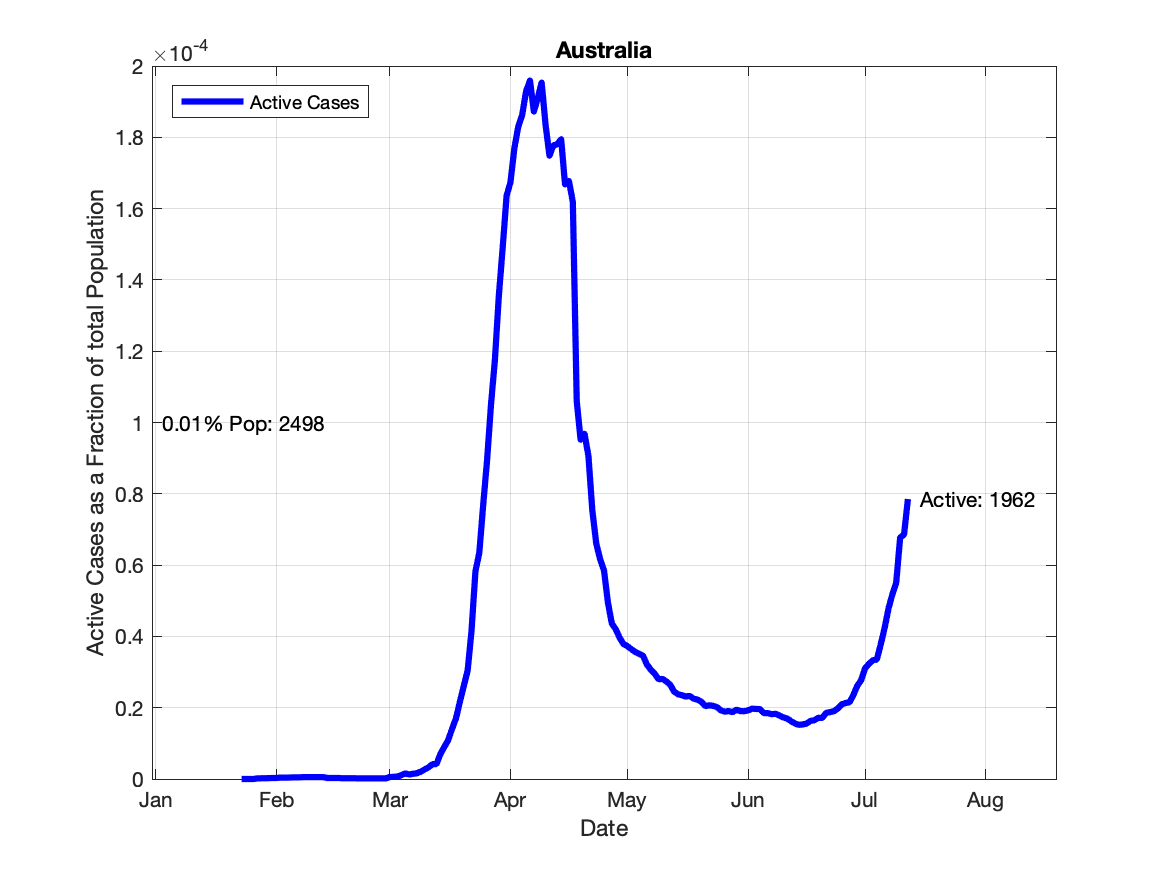 Australia
×10-4
Active Cases
2
1.8
1.6
1.4
1.2
1
0.8
0.6
0.4
0.2
0
0.01% Pop: 2498
Active: 1962
Active Cases as a Fraction of total Population
Jan Feb Mar Apr May Jun Jul Aug
Date